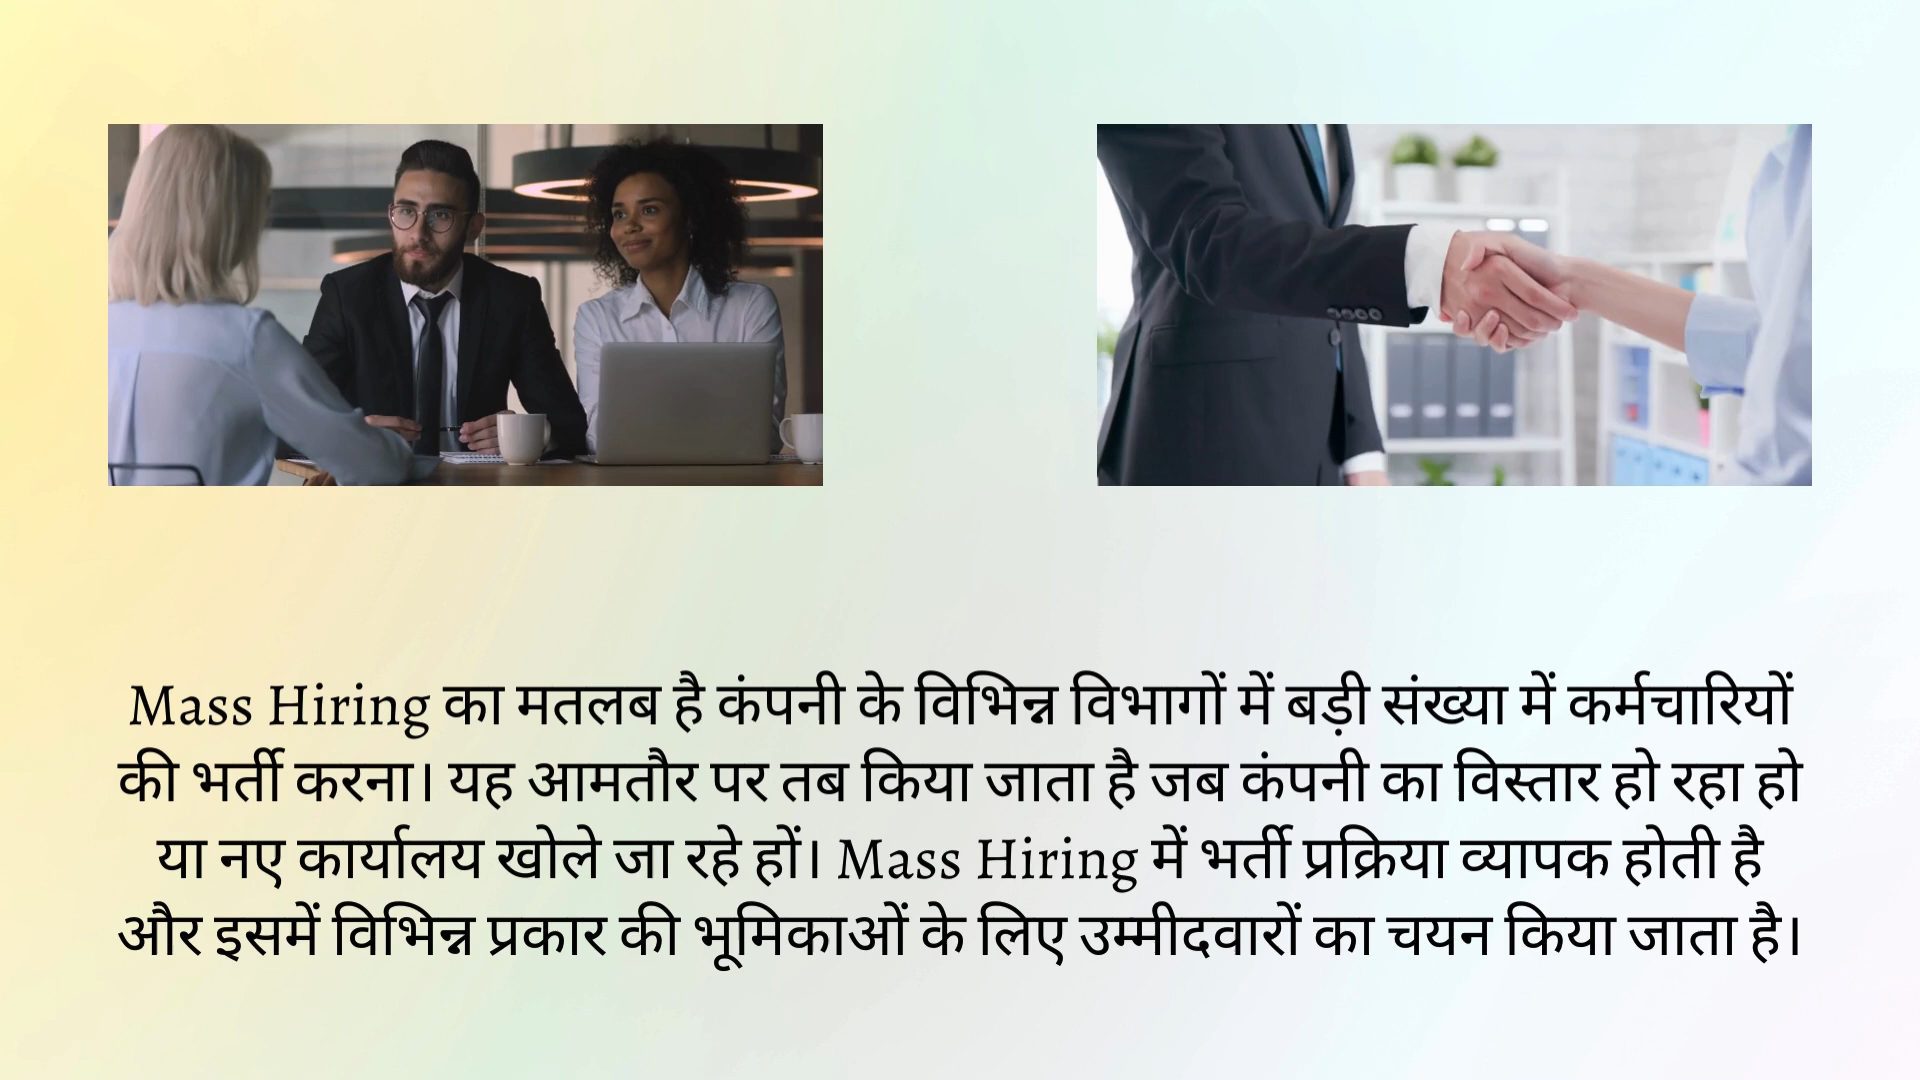 Mass Hiring का मतलब है कंपनी के विभिन्न विभागों में बड़ी संख्या में कर्मचारियों
की भर्ती करना। यह आमतौर पर तब किया जाता है जब कंपनी का विस्तार हो रहा हो
या नए कार्यालय खोले जा रहे हों। Mass Hiring में भर्ती प्रक्रिया व्यापक होती है
और इसमें विभिन्न प्रकार की भूमिकाओं के लिए उम्मीदवारों का चयन किया जाता है।